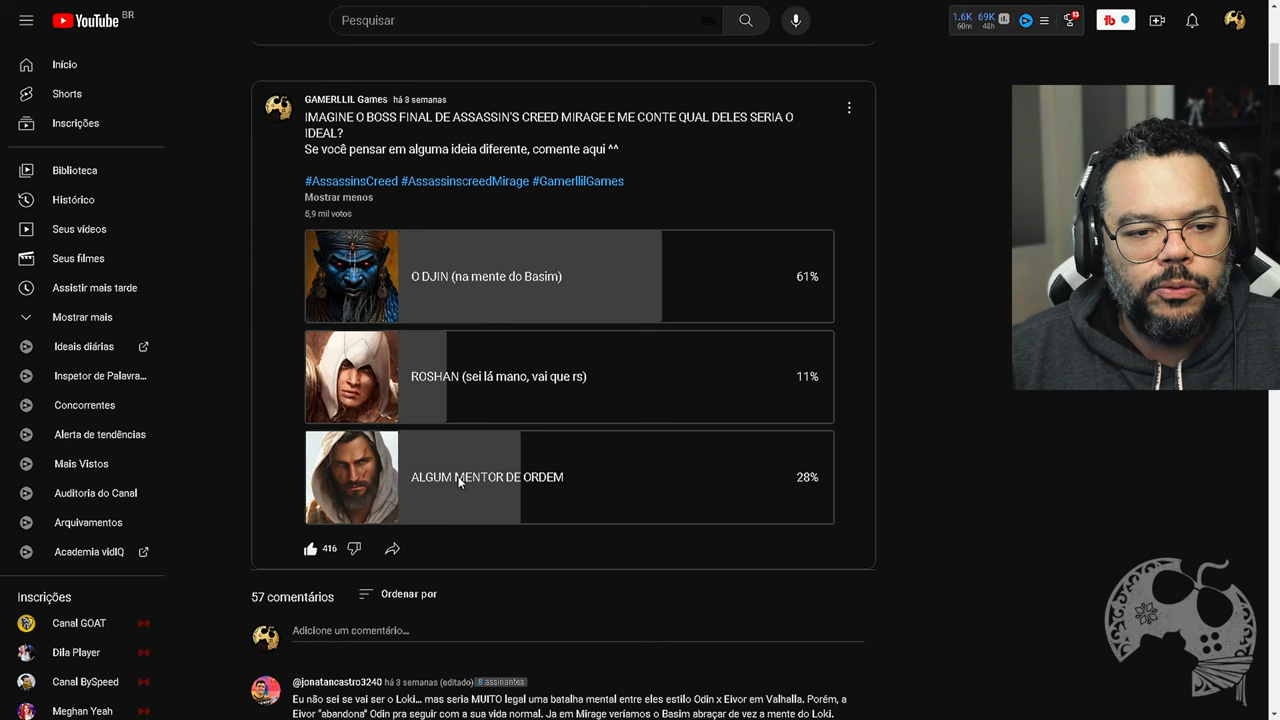 YouTube BR
Pesquisar
1.6K 69K
60m 48h
13
tb
Início
Shorts
Inscrições
Biblioteca
Histórico
Seus vídeos
Seus filmes
Assistir mais tarde
Mostrar mais
Ideais diárias
Inspetor de Palavra...
Concorrentes
Alerta de tendências
Mais Vistos
Auditoria do Canal
Arquivamentos
Academia vidIQ
Inscrições
Canal GOAT
Dila Player
Canal BySpeed
Meghan Yeah
GAMERLLIL Games há 3 semanas
IMAGINE O BOSS FINAL DE ASSASSIN'S CREED MIRAGE E ME CONTE QUAL DELES SERIA O
IDEAL?
Se você pensar em alguma ideia diferente, comente aqui ^^
#AssassinsCreed #AssassinscreedMirage #GamerllilGames
Mostrar menos
5,9 mil votos
O DJIN (na mente do Basim) 61%
ROSHAN (sei lá mano, vai que rs) 11%
ALGUM MENTOR DE ORDEM 28%
416
57 comentários Ordenar por
Adicione um comentário...
@jonatancastro3240 há 3 semanas (editado) 8 assinantes
Eu não sei se vai ser o Loki... mas seria MUITO legal uma batalha mental entre eles estilo Odin x Eivor em Valhalla. Porém, a
Eivor "abandona" Odin pra seguir com a sua vida normal. Ja em Mirage veríamos o Basim abraçar de vez a mente do Loki.